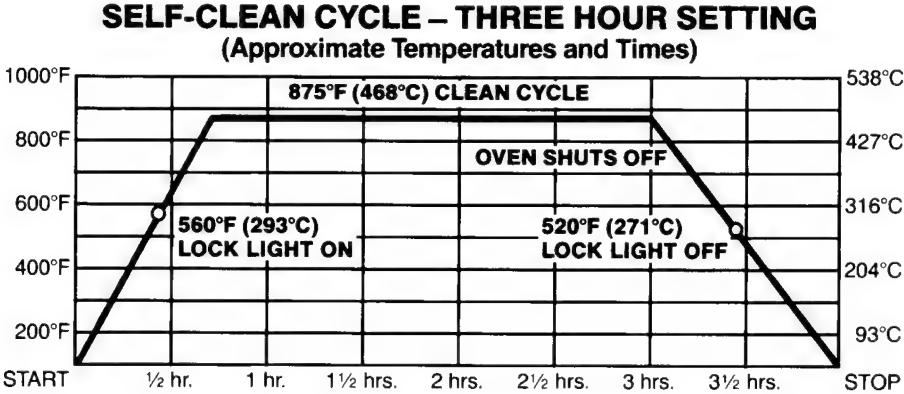 SELF-CLEAN CYCLE – THREE HOUR SETTING
(Approximate Temperatures and Times)
1000°F
538°C
875°F (468°C) CLEAN CYCLE
800°F
427°C
OVEN SHUTS OFF
600°F
316°C
560°F (293°C)
LOCK LIGHT ON
520°F (271°C)
LOCK LIGHT OFF
400°F
204°C
200°F
93°C
START ½ hr. 1 hr. 1½ hrs. 2 hrs. 2½ hrs. 3 hrs. 3½ hrs. STOP